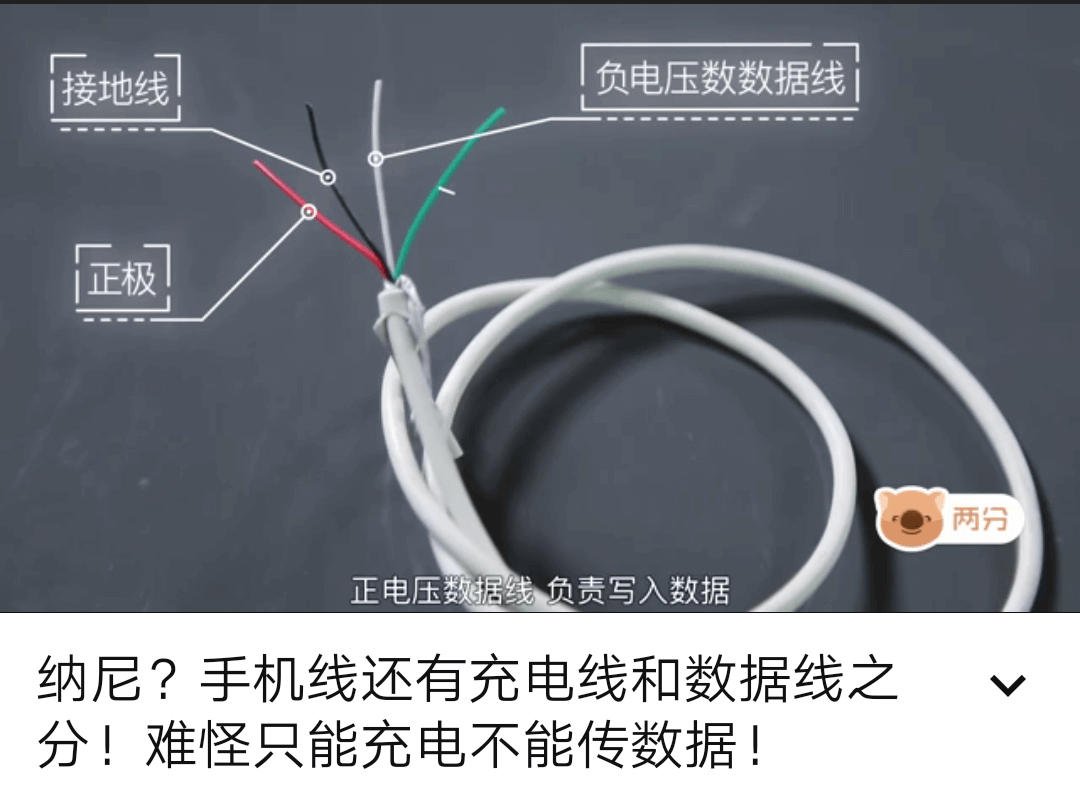 接地线
负电压数数据线
正极
两分
正电压数据线 负责写入数据
纳尼？手机线还有充电线和数据线之
分！难怪只能充电不能传数据！